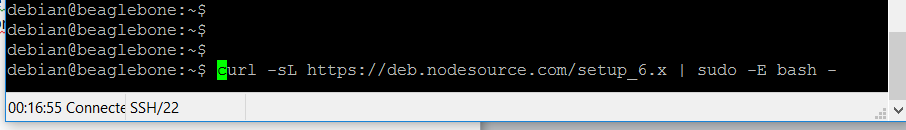 debian@beaglebone:~$
debian@beaglebone:~$
debian@beaglebone:~$
debian@beaglebone:~$ curl -sL https://deb.nodesource.com/setup_6.x | sudo -E bash -
00:16:55 Connecte SSH/22